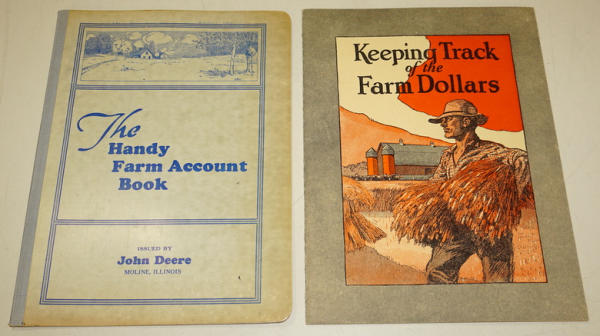 The
Handy
Farm Account
Book
ISSUED BY
John Deere
MOLINE, ILLINOIS
Keeping Track
of the
Farm Dollars